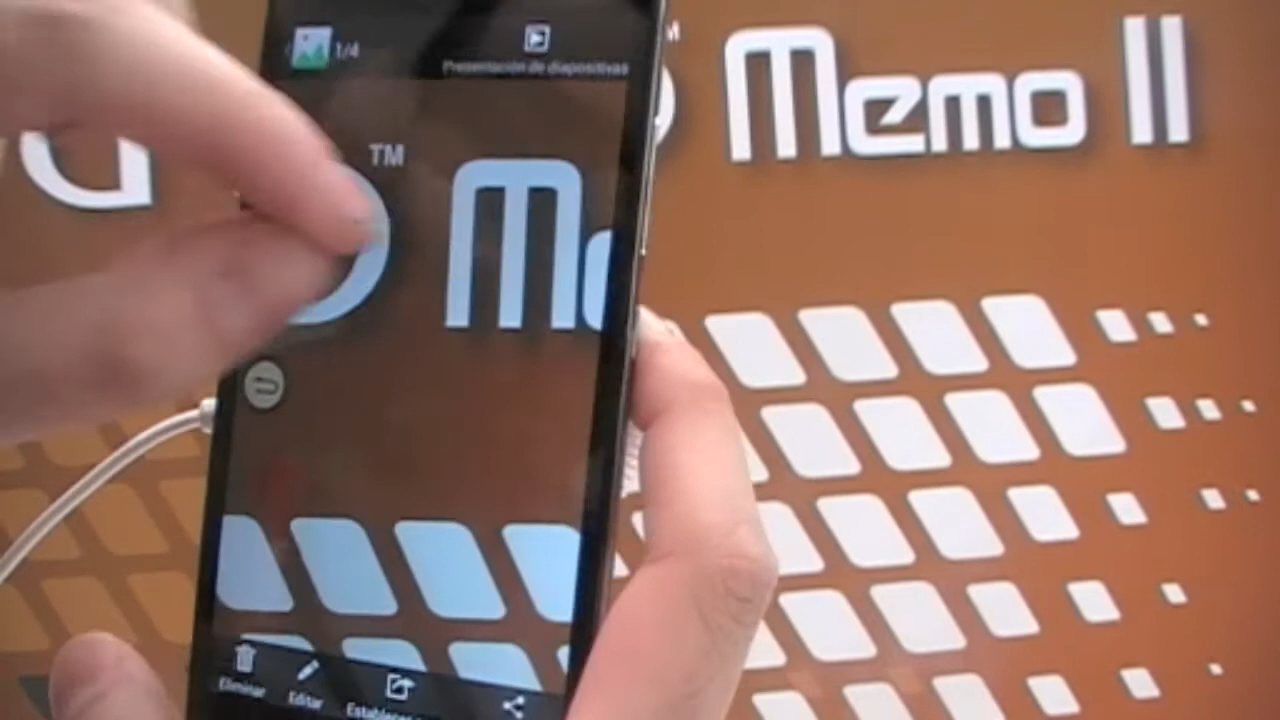 1/4
Presentación de diapositivas
TM
Me
Memo II
Eliminar
Editar